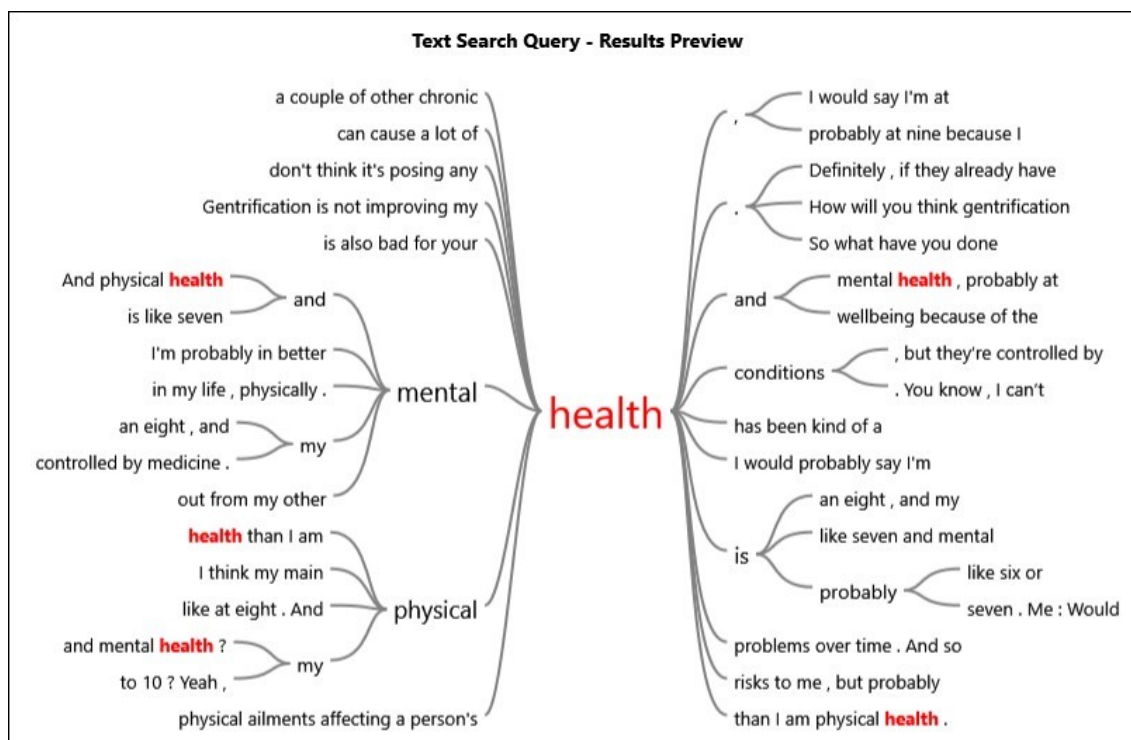 Text Search Query - Results Preview
a couple of other chronic
can cause a lot of
don't think it's posing any
Gentrification is not improving my
is also bad for your
And physical health
is like seven
and
I'm probably in better
in my life , physically .
an eight , and
controlled by medicine .
my
out from my other
mental
health than I am
I think my main
like at eight . And
and mental health ?
to 10 ? Yeah ,
my
physical
physical ailments affecting a person's
health
,
I would say I'm at
probably at nine because I
.
Definitely , if they already have
How will you think gentrification
So what have you done
and
mental health , probably at
wellbeing because of the
conditions
, but they're controlled by
. You know , I can't
has been kind of a
I would probably say I'm
is
an eight , and my
like seven and mental
probably
like six or
seven . Me : Would
problems over time . And so
risks to me , but probably
than I am physical health .